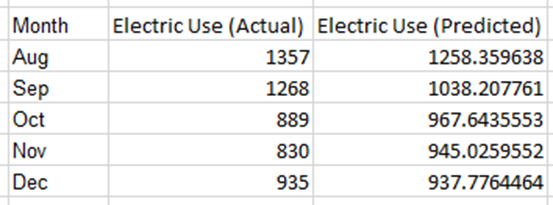 Month Electric Use (Actual) Electric Use (Predicted)
Aug 1357 1258.359638
Sep 1268 1038.207761
Oct 889 967.6435553
Nov 830 945.0259552
Dec 935 937.7764464